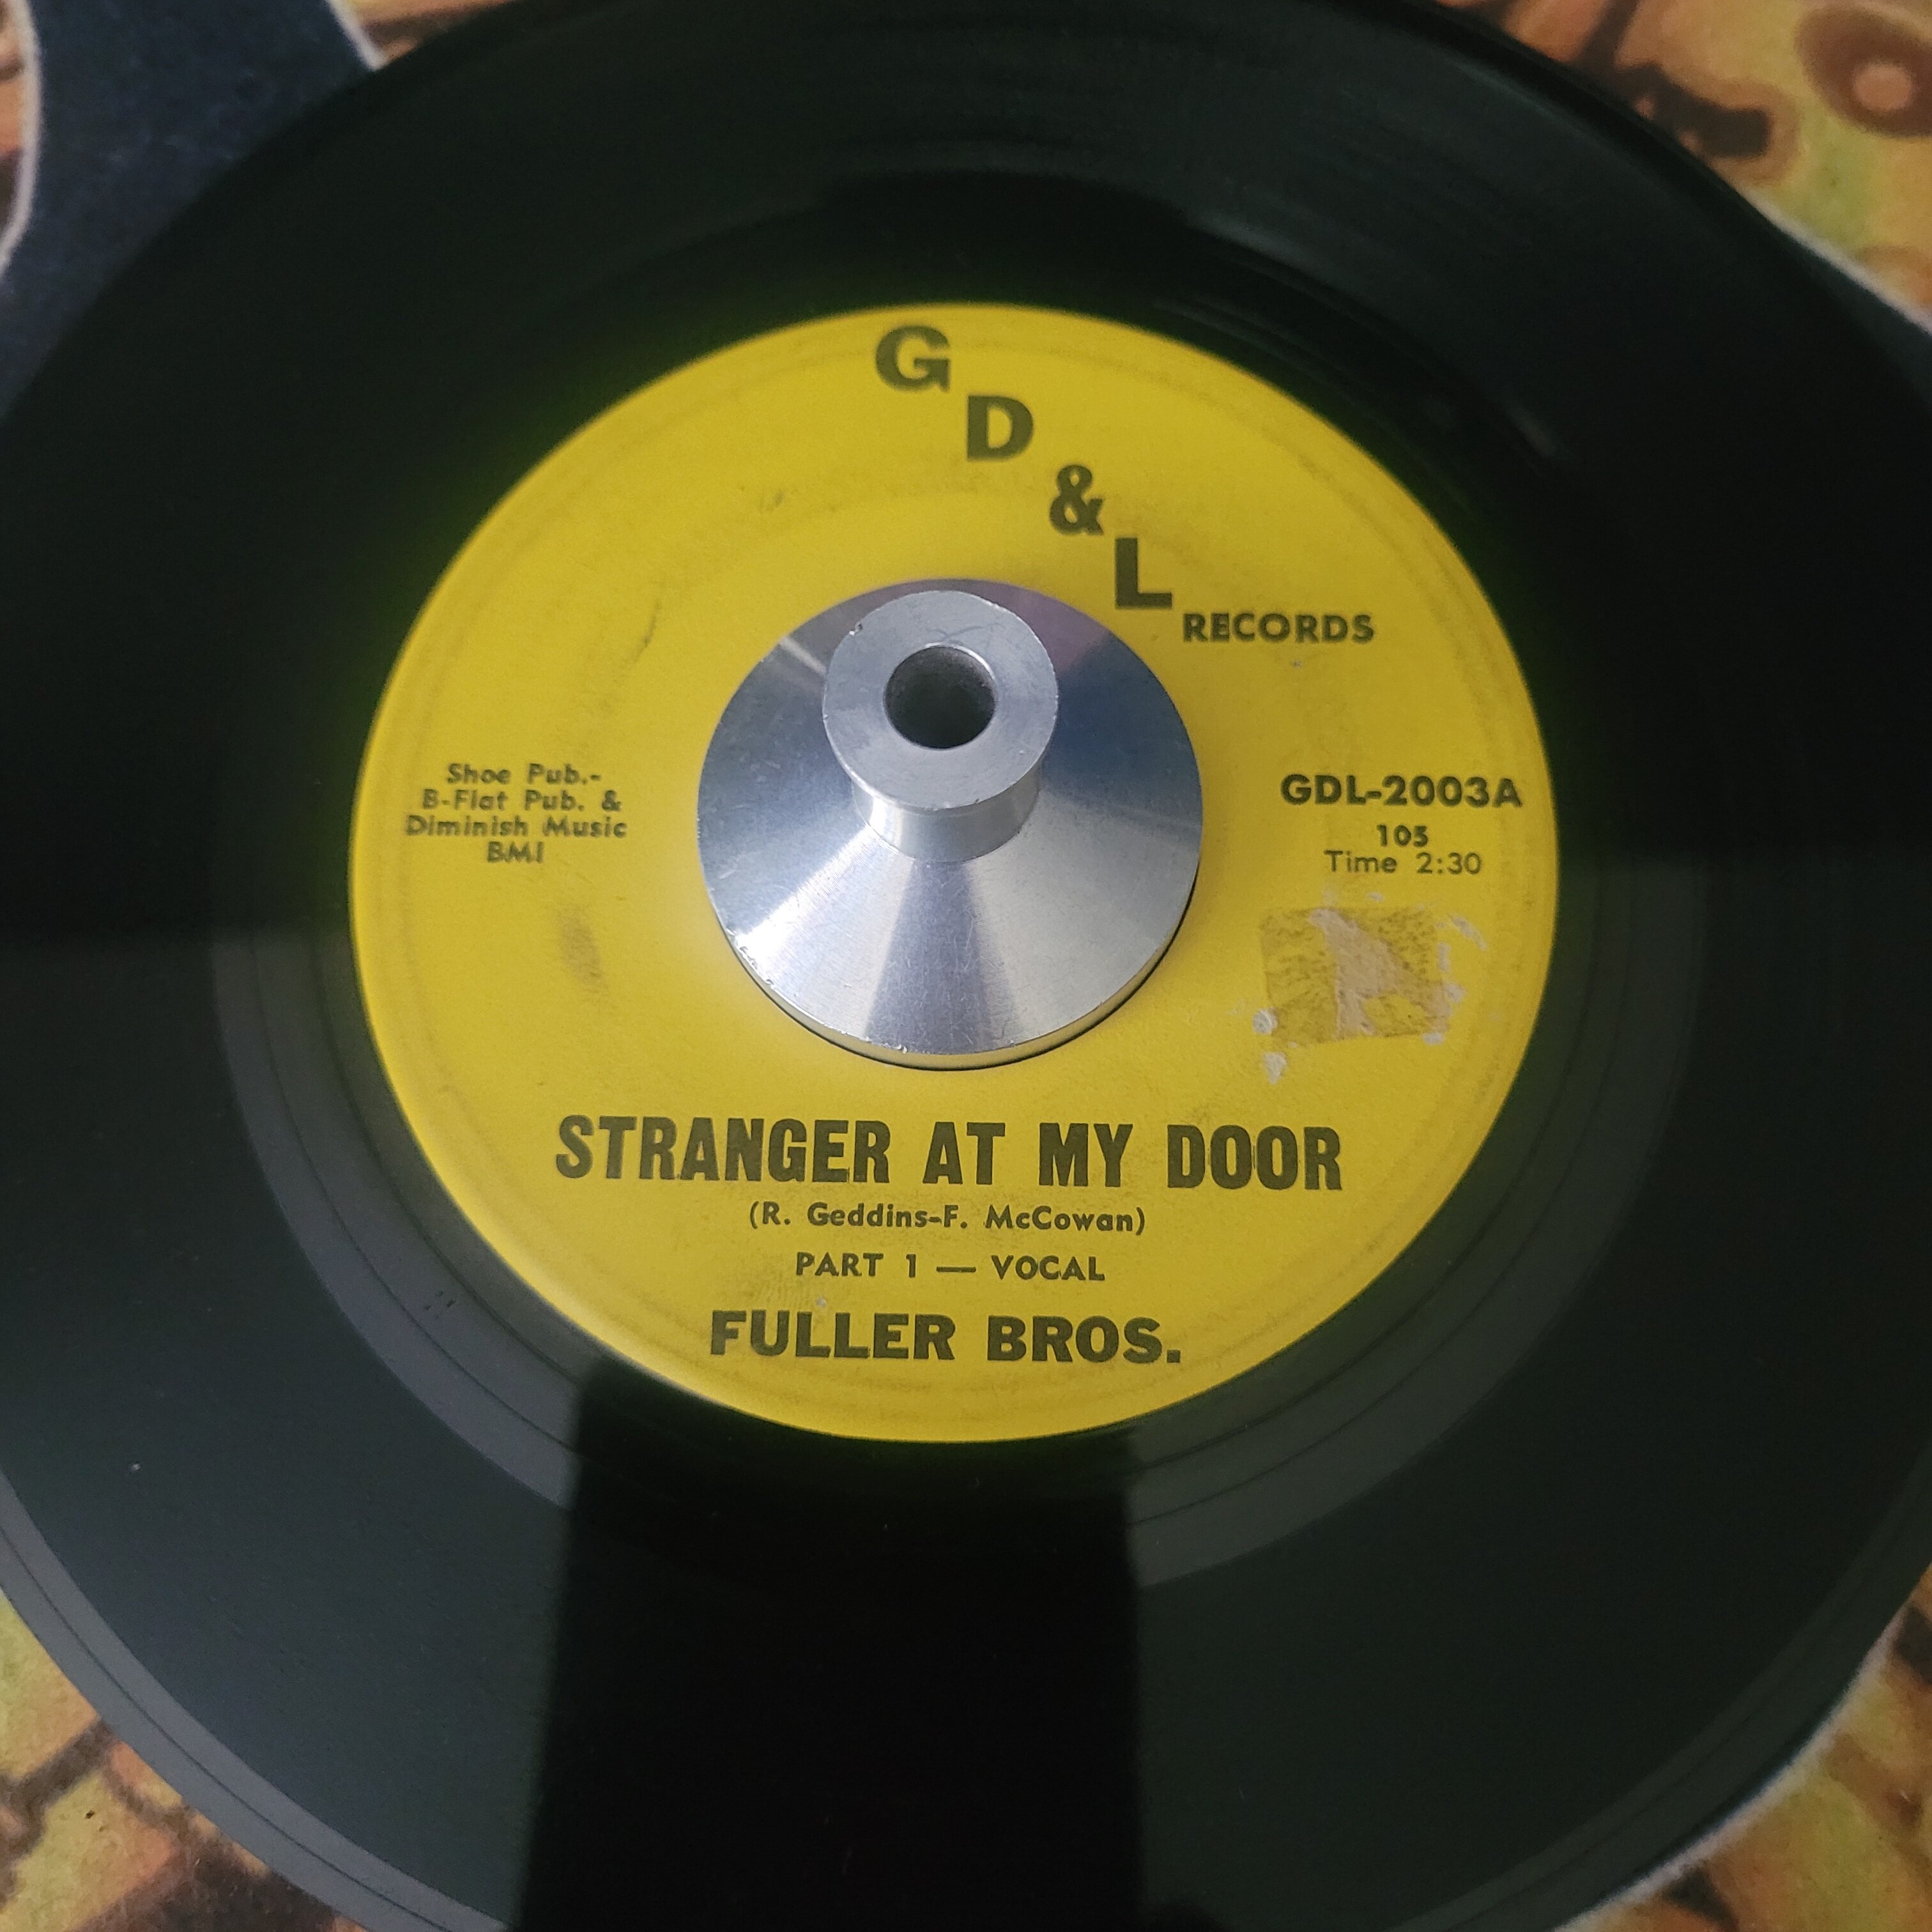 G
D
&
L
RECORDS
Shoe Pub.-
B-Flat Pub. &
Diminish Music
BMI
GDL-2003A
105
Time 2:30
STRANGER AT MY DOOR
(R. Geddins-F. McCowan)
PART 1 — VOCAL
FULLER BROS.